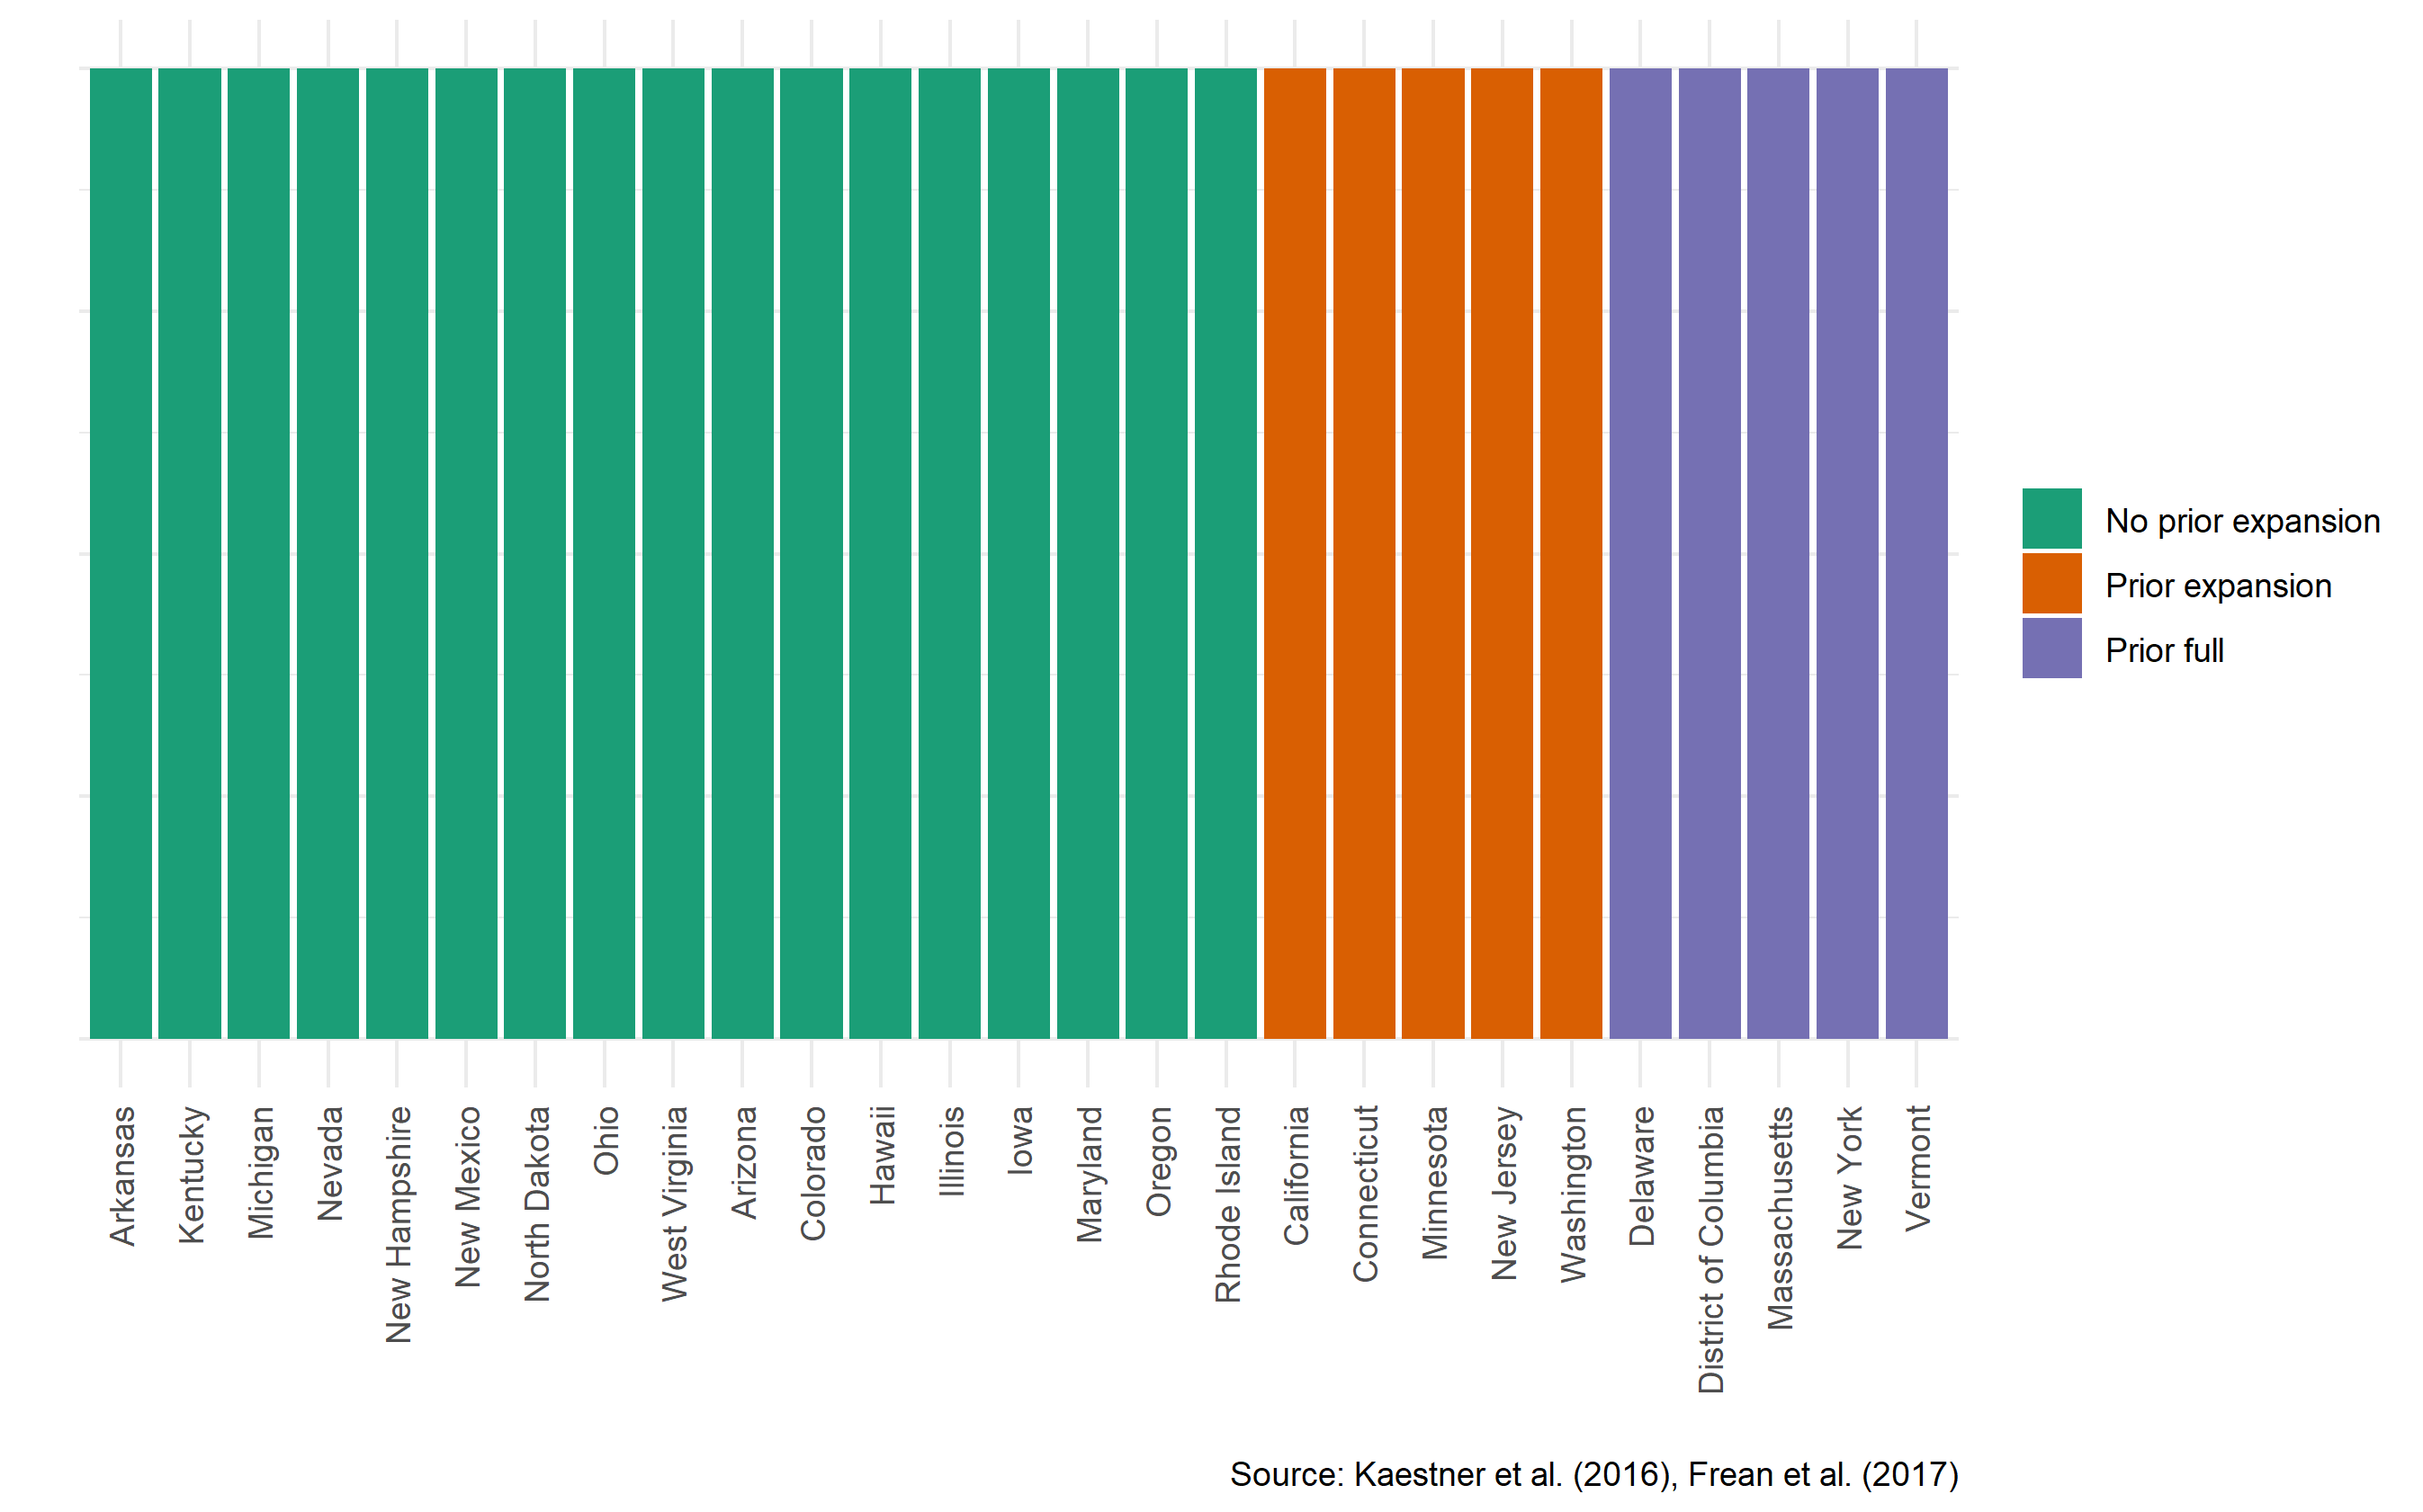 No prior expansion
Prior expansion
Prior full
Arkansas
Kentucky
Michigan
Nevada
New Hampshire
New Mexico
North Dakota
Ohio
West Virginia
Arizona
Colorado
Hawaii
Illinois
Iowa
Maryland
Oregon
Rhode Island
California
Connecticut
Minnesota
New Jersey
Washington
Delaware
District of Columbia
Massachusetts
New York
Vermont
Source: Kaestner et al. (2016), Frean et al. (2017)